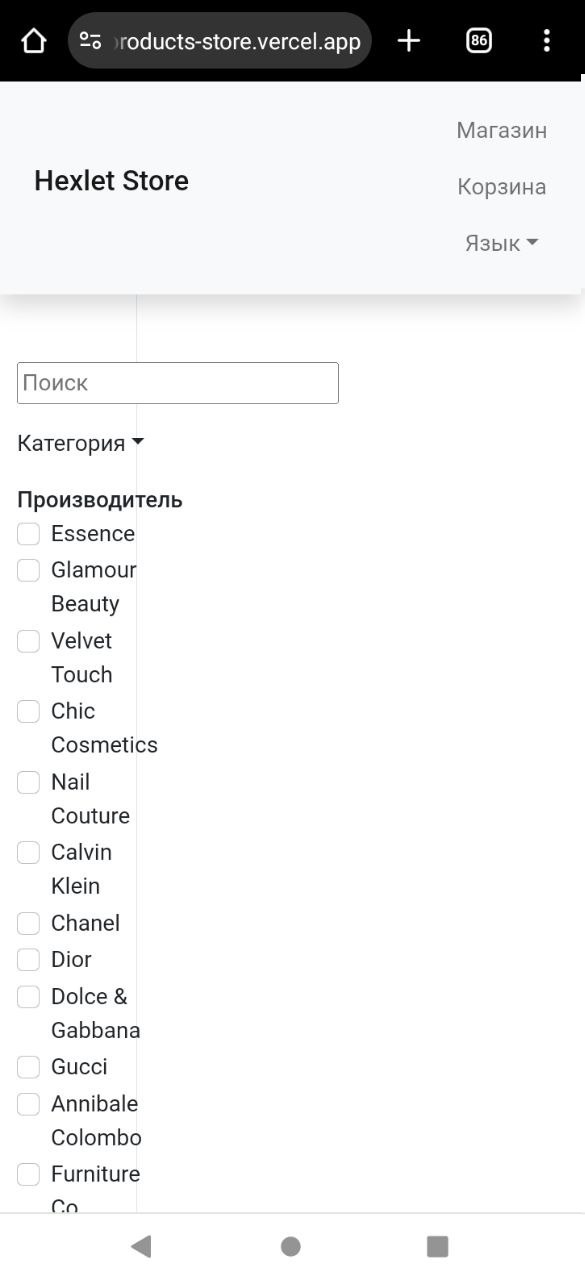 roducts-store.vercel.app
86
Магазин
Hexlet Store
Корзина
Язык
Поиск
Категория
Производитель
Essence
Glamour
Beauty
Velvet
Touch
Chic
Cosmetics
Nail
Couture
Calvin
Klein
Chanel
Dior
Dolce &
Gabbana
Gucci
Annibale
Colombo
Furniture
Co